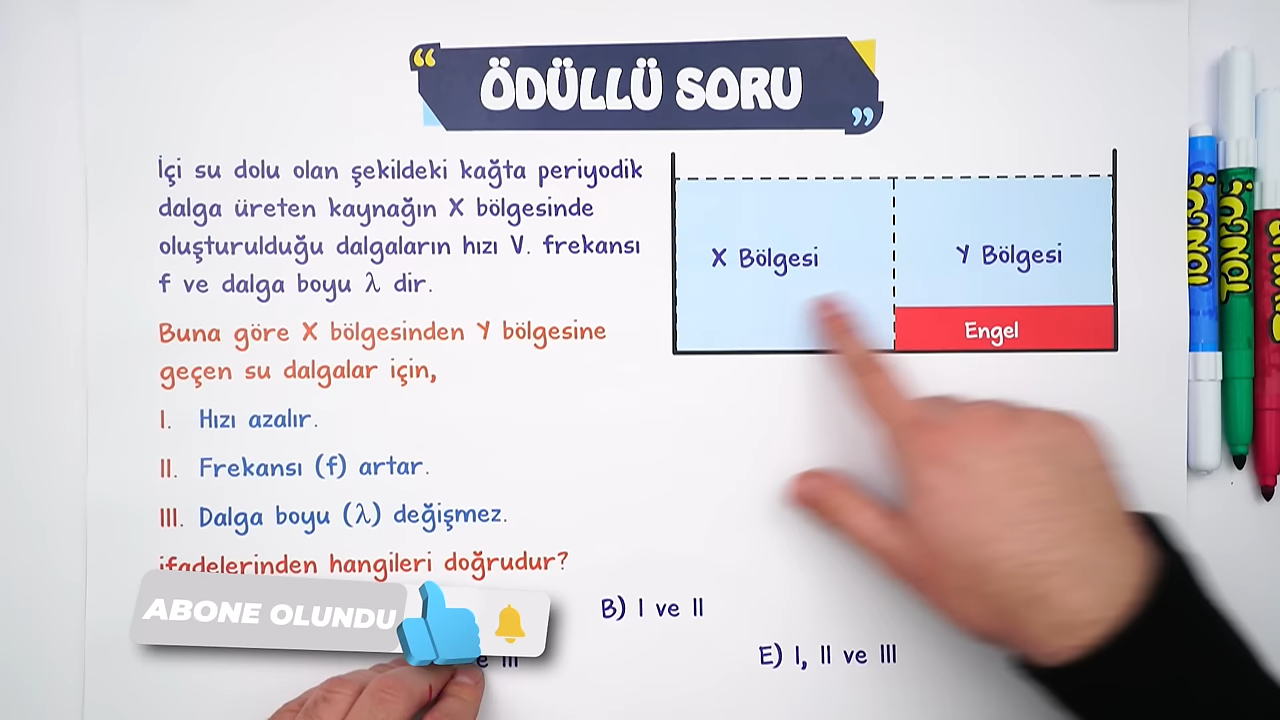 ÖDÜLLÜ SORU
İçi su dolu olan şekildeki kağta periyodik
dalga üreten kaynağın X bölgesinde
oluşturulduğu dalgaların hızı V. frekansı
f ve dalga boyu λ dir.
Buna göre X bölgesinden Y bölgesine
geçen su dalgalar için,
I. Hızı azalır.
II. Frekansı (f) artar.
III. Dalga boyu (λ) değişmez.
ifadelerinden hangileri doğrudur?
B) I ve II
e III
E) I, II ve III
X Bölgesi
Y Bölgesi
Engel
ABONE OLUNDU